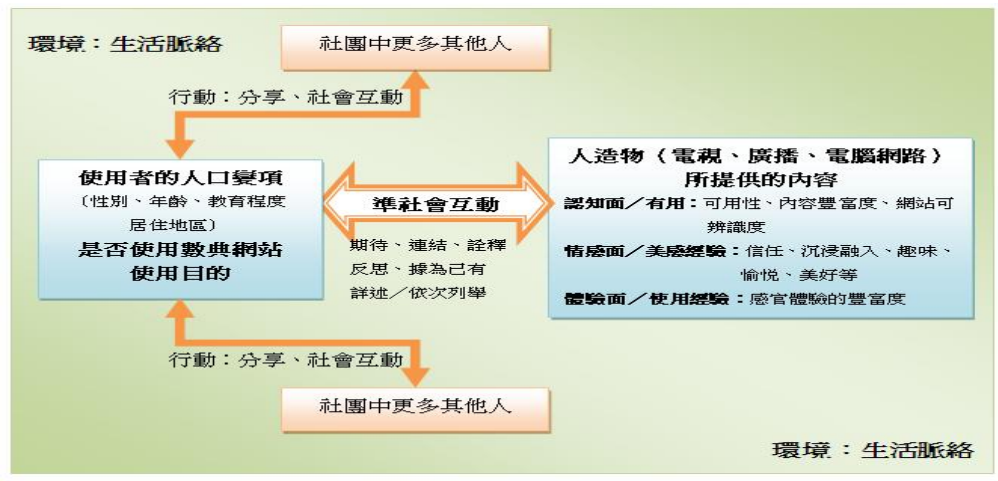 環境：生活脈絡
社團中更多其他人
行動：分享、社會互動
使用者的人口變項
（性別、年齡、教育程度
居住地區）
是否使用數典網站
使用目的
準社會互動
期待、連結、詮釋
反思、據為己有
詳述／依次列舉
人造物（電視、廣播、電腦網路）
所提供的內容
認知面／有用：可用性、內容豐富度、網站可
辨識度
情感面／美感經驗：信任、沉浸融入、趣味、
愉悅、美好等
體驗面／使用經驗：感官體驗的豐富度
行動：分享、社會互動
社團中更多其他人
環境：生活脈絡